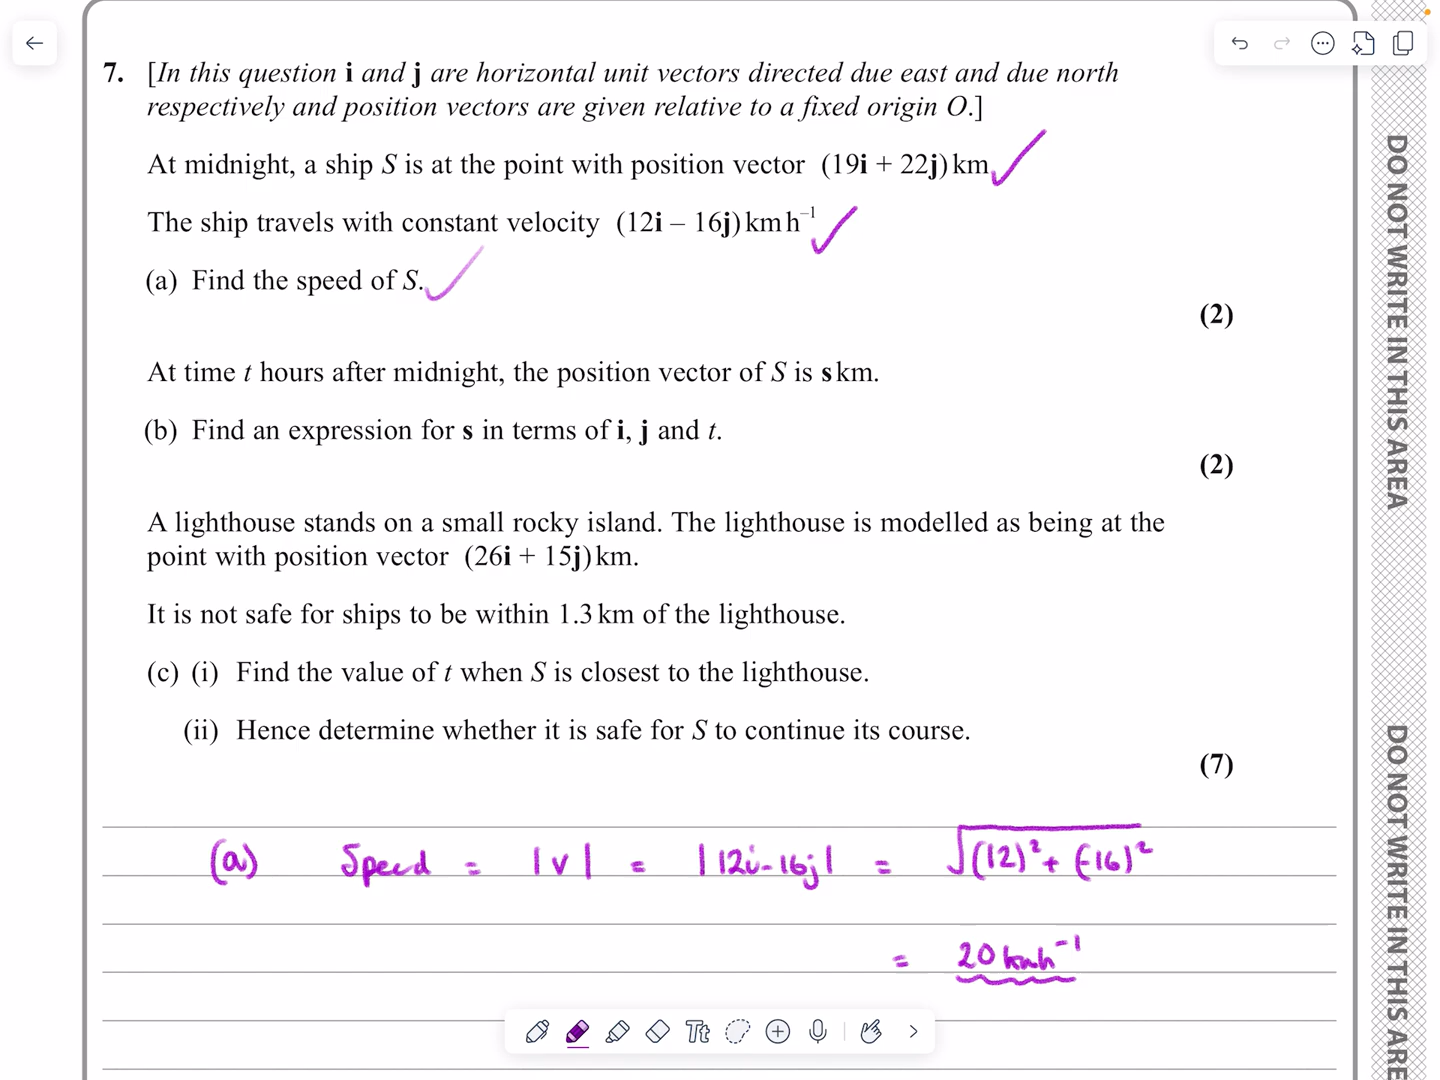 7. [In this question i and j are horizontal unit vectors directed due east and due north
respectively and position vectors are given relative to a fixed origin O.]
At midnight, a ship S is at the point with position vector (19i + 22j) km
The ship travels with constant velocity (12i – 16j) km h⁻¹
(a) Find the speed of S.
(2)
At time t hours after midnight, the position vector of S is s km.
(b) Find an expression for s in terms of i, j and t.
(2)
A lighthouse stands on a small rocky island. The lighthouse is modelled as being at the
point with position vector (26i + 15j) km.
It is not safe for ships to be within 1.3 km of the lighthouse.
(c) (i) Find the value of t when S is closest to the lighthouse.
(ii) Hence determine whether it is safe for S to continue its course.
(7)
(a) Speed = |v| = |12i-16j| = √(12)² + (-16)²
= 20 kmh⁻¹
Tt
DO NOT WRITE IN THIS AREA
DO NOT WRITE IN THIS ARE